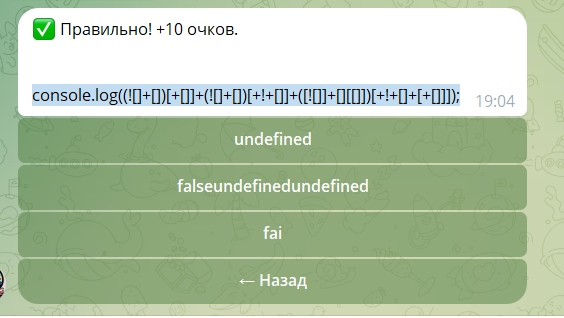 ✅ Правильно! +10 очков.
console.log((![]+[])[+[]]+(![]+[])[+!+[]]+([![]]+[][[]])[+!+[]+[+[]]]);
19:04
undefined
falseundefinedundefined
fai
← Назад